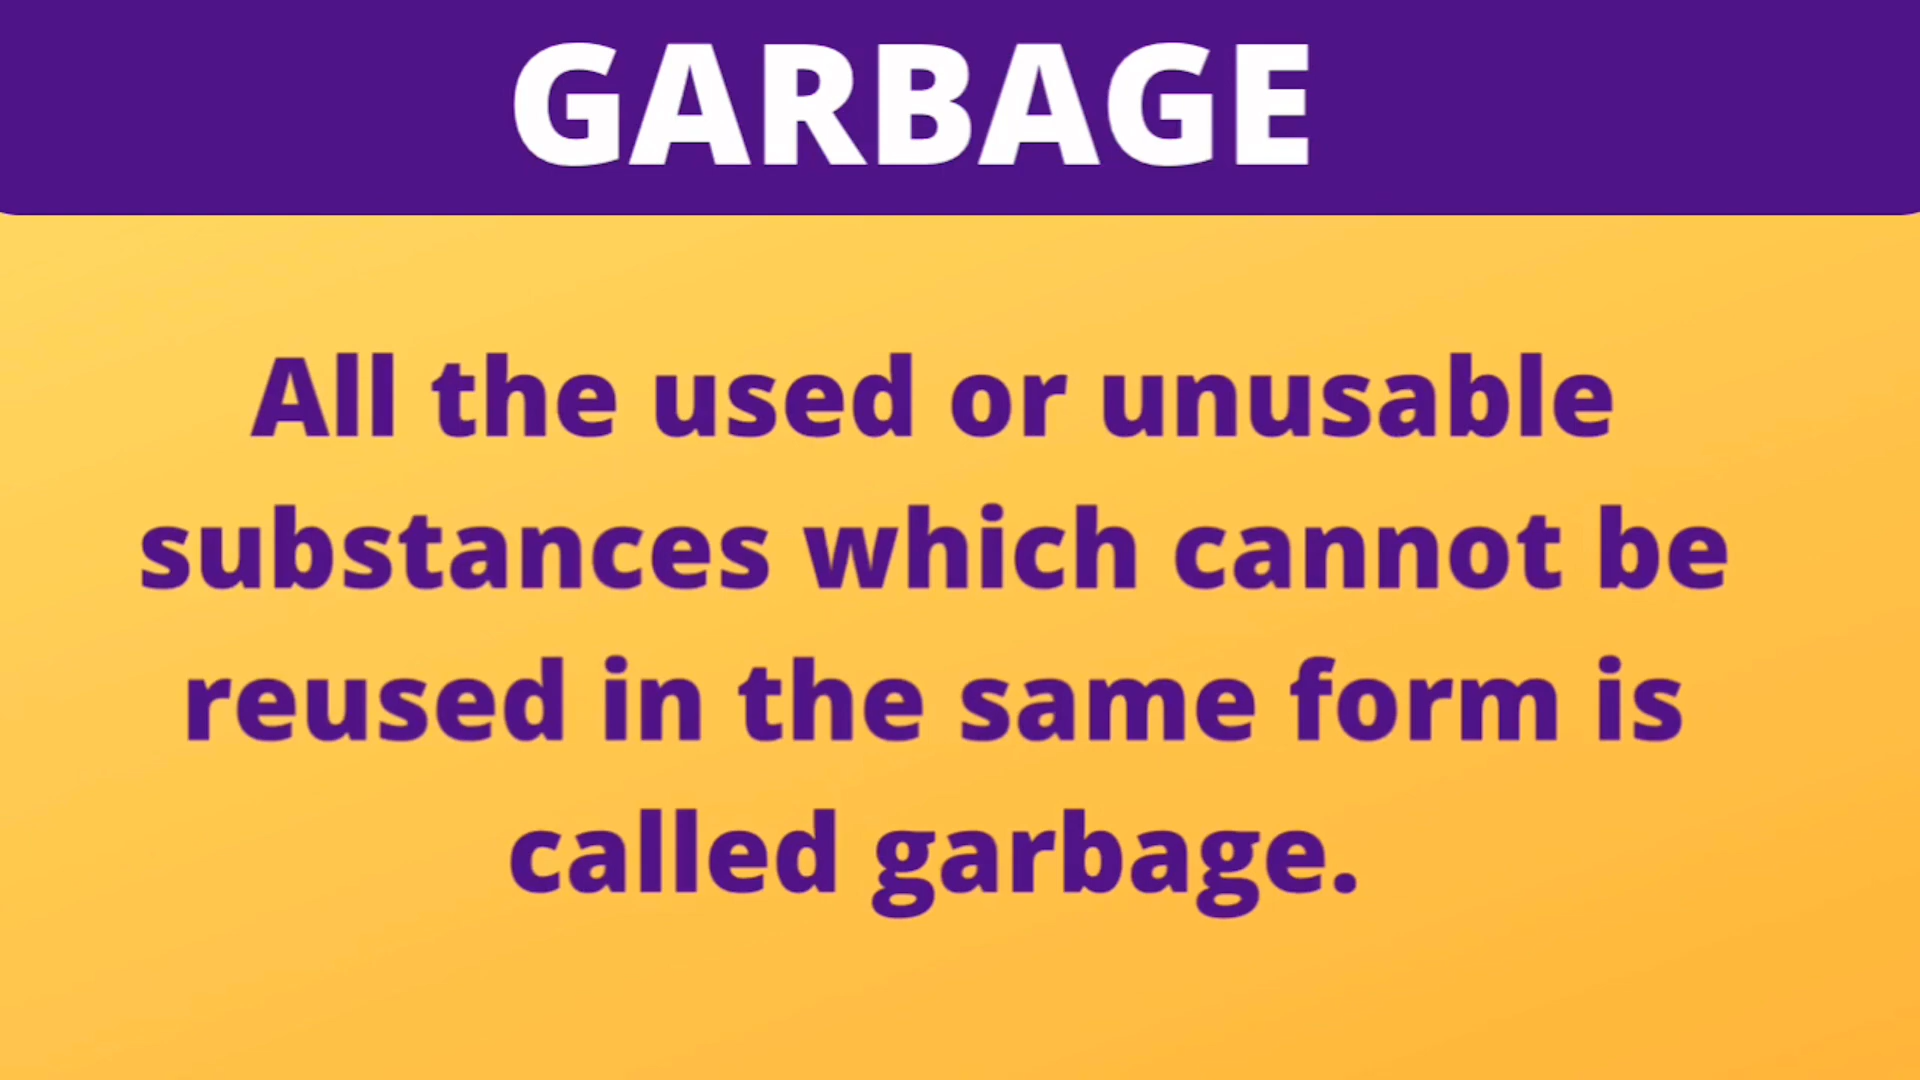 GARBAGE
All the used or unusable
substances which cannot be
reused in the same form is
called garbage.